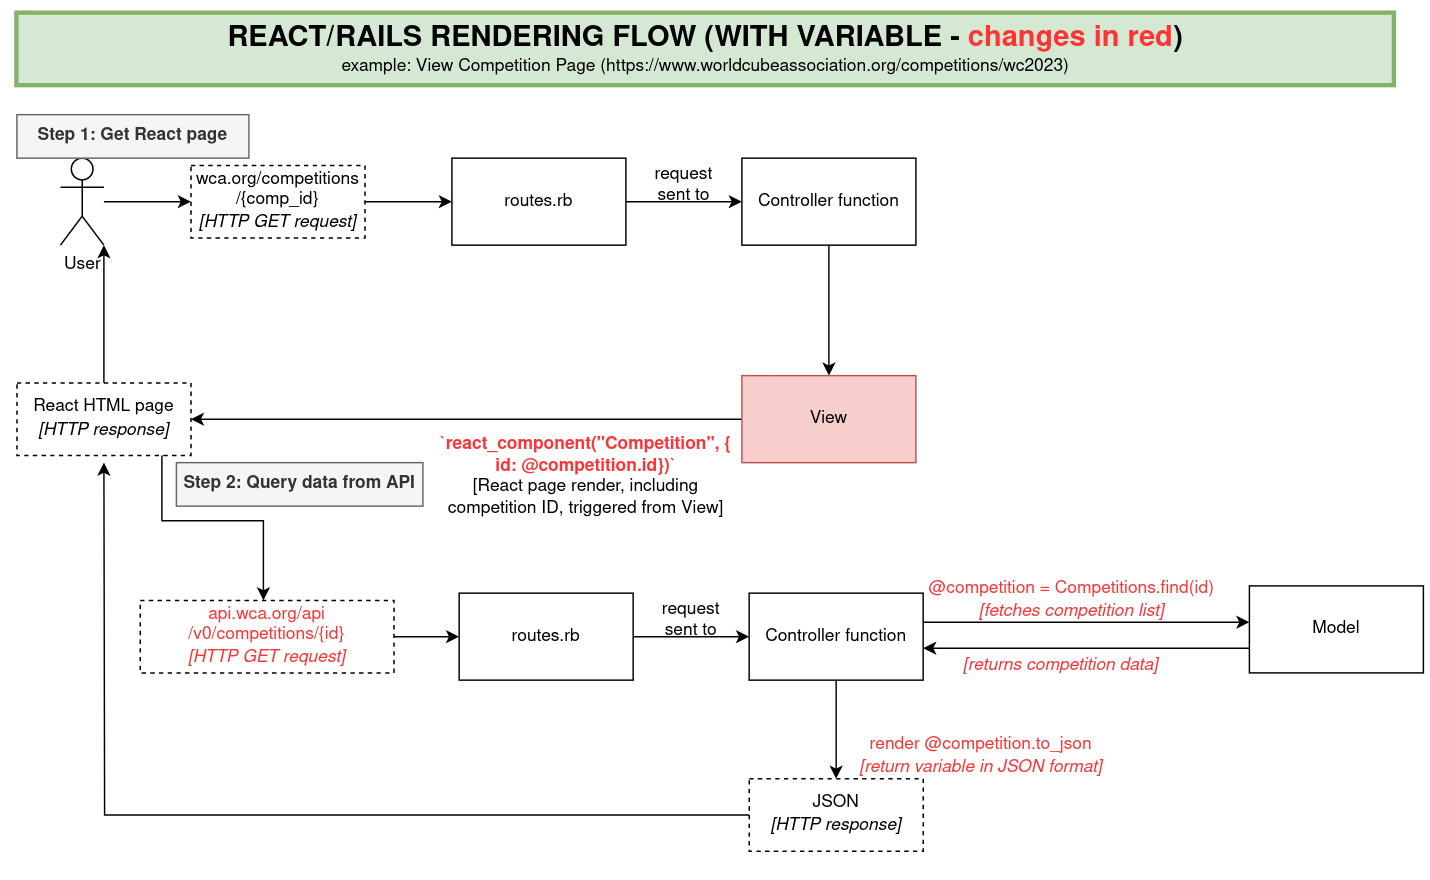 REACT/RAILS RENDERING FLOW (WITH VARIABLE - changes in red)
example: View Competition Page (https://www.worldcubeassociation.org/competitions/wc2023)
Step 1: Get React page
User
wca.org/competitions
/{comp_id}
[HTTP GET request]
routes.rb
request
sent to
Controller function
View
`react_component("Competition", {
id: @competition.id})`
[React page render, including
competition ID, triggered from View]
React HTML page
[HTTP response]
Step 2: Query data from API
api.wca.org/api
/v0/competitions/{id}
[HTTP GET request]
routes.rb
request
sent to
Controller function
@competition = Competitions.find(id)
[fetches competition list]
Model
[returns competition data]
render @competition.to_json
[return variable in JSON format]
JSON
[HTTP response]